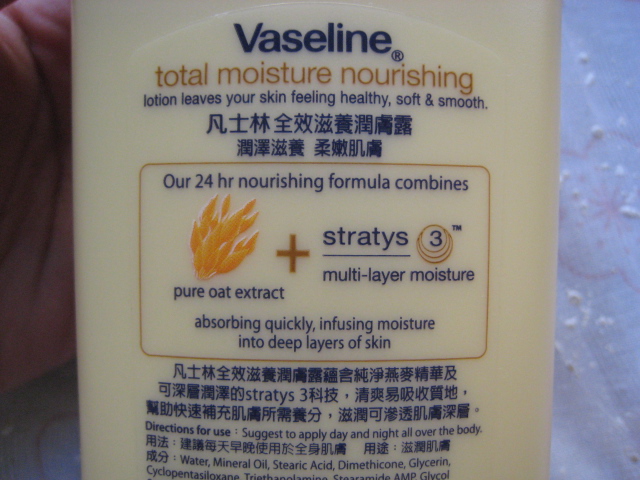 Vaseline®
total moisture nourishing
lotion leaves your skin feeling healthy, soft & smooth.
凡士林全效滋養潤膚露
潤澤滋養 柔嫩肌膚
Our 24 hr nourishing formula combines
pure oat extract
+
stratys 3™
multi-layer moisture
absorbing quickly, infusing moisture
into deep layers of skin
凡士林全效滋養潤膚露蘊含純淨燕麥精華及
可深層潤澤的stratys 3科技，清爽易吸收質地，
幫助快速補充肌膚所需養分，滋潤可滲透肌膚深層。
Directions for use : Suggest to apply day and night all over the body.
用法：建議每天早晚使用於全身肌膚 用途：滋潤肌膚
成分：Water, Mineral Oil, Stearic Acid, Dimethicone, Glycerin,
Cyclopentasiloxane, Triethanolamine, Stearamide AMP, Glycol